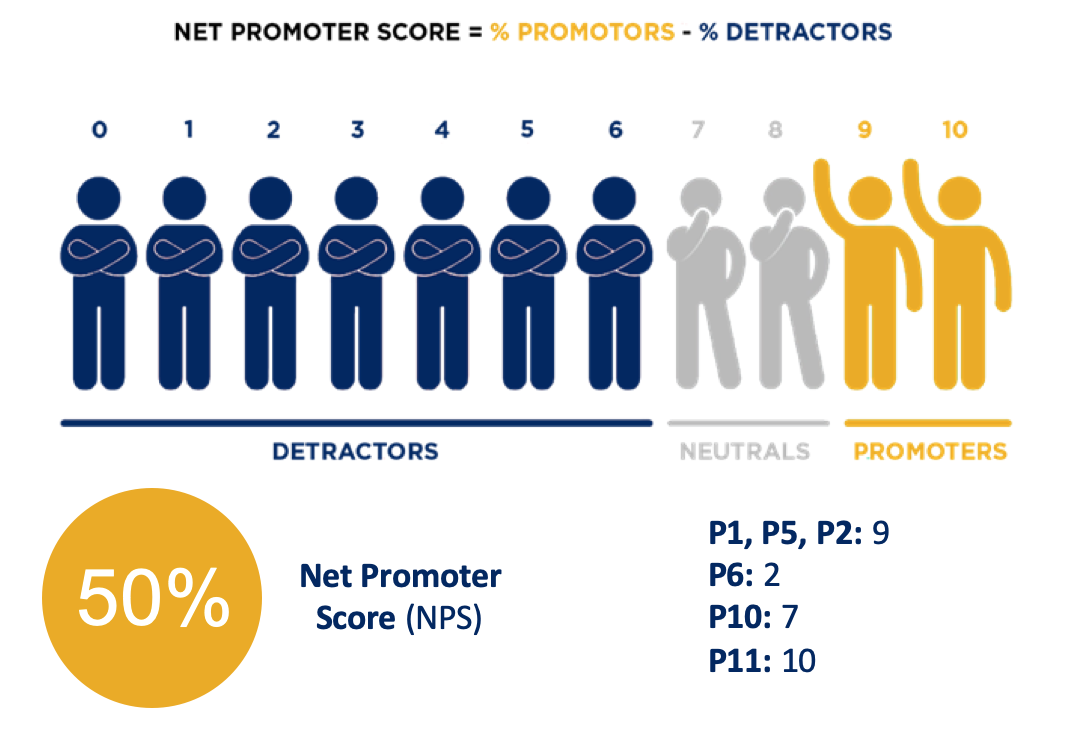 NET PROMOTER SCORE = % PROMOTORS - % DETRACTORS
0 1 2 3 4 5 6 7 8 9 10
DETRACTORS NEUTRALS PROMOTERS
50%
Net Promoter
Score (NPS)
P1, P5, P2: 9
P6: 2
P10: 7
P11: 10